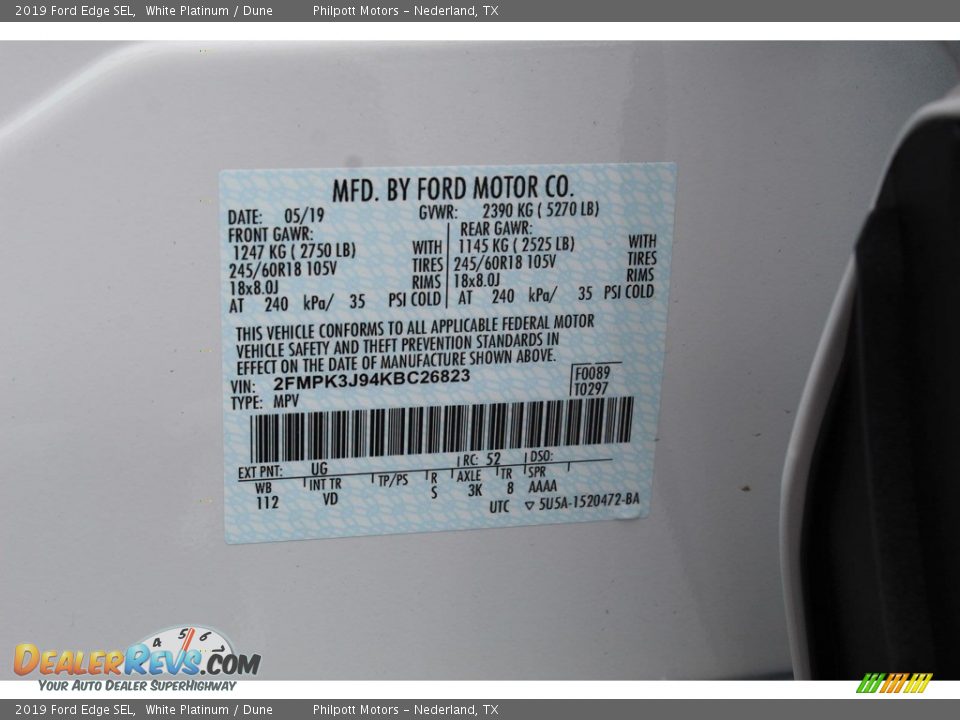 2019 Ford Edge SEL, White Platinum / Dune Philpott Motors - Nederland, TX
MFD. BY FORD MOTOR CO.
DATE: 05/19 GVWR: 2390 KG ( 5270 LB)
FRONT GAWR: REAR GAWR:
1247 KG ( 2750 LB) WITH 1145 KG ( 2525 LB) WITH
245/60R18 105V TIRES 245/60R18 105V TIRES
18x8.0J RIMS 18x8.0J RIMS
AT 240 kPa/ 35 PSI COLD AT 240 kPa/ 35 PSI COLD
THIS VEHICLE CONFORMS TO ALL APPLICABLE FEDERAL MOTOR
VEHICLE SAFETY AND THEFT PREVENTION STANDARDS IN
EFFECT ON THE DATE OF MANUFACTURE SHOWN ABOVE.
VIN: 2FMPK3J94KBC26823 F0089
TYPE: MPV T0297
EXT PNT: UG RC: 52 DSO:
WB INT TR TP/PS R AXLE TR SPR
112 VD S 3K 8 AAAA
UTC ▽ 5U5A-1520472-BA
4 5 6 7
DEALERREVS.COM
YOUR AUTO DEALER SUPERHIGHWAY
2019 Ford Edge SEL, White Platinum / Dune Philpott Motors - Nederland, TX